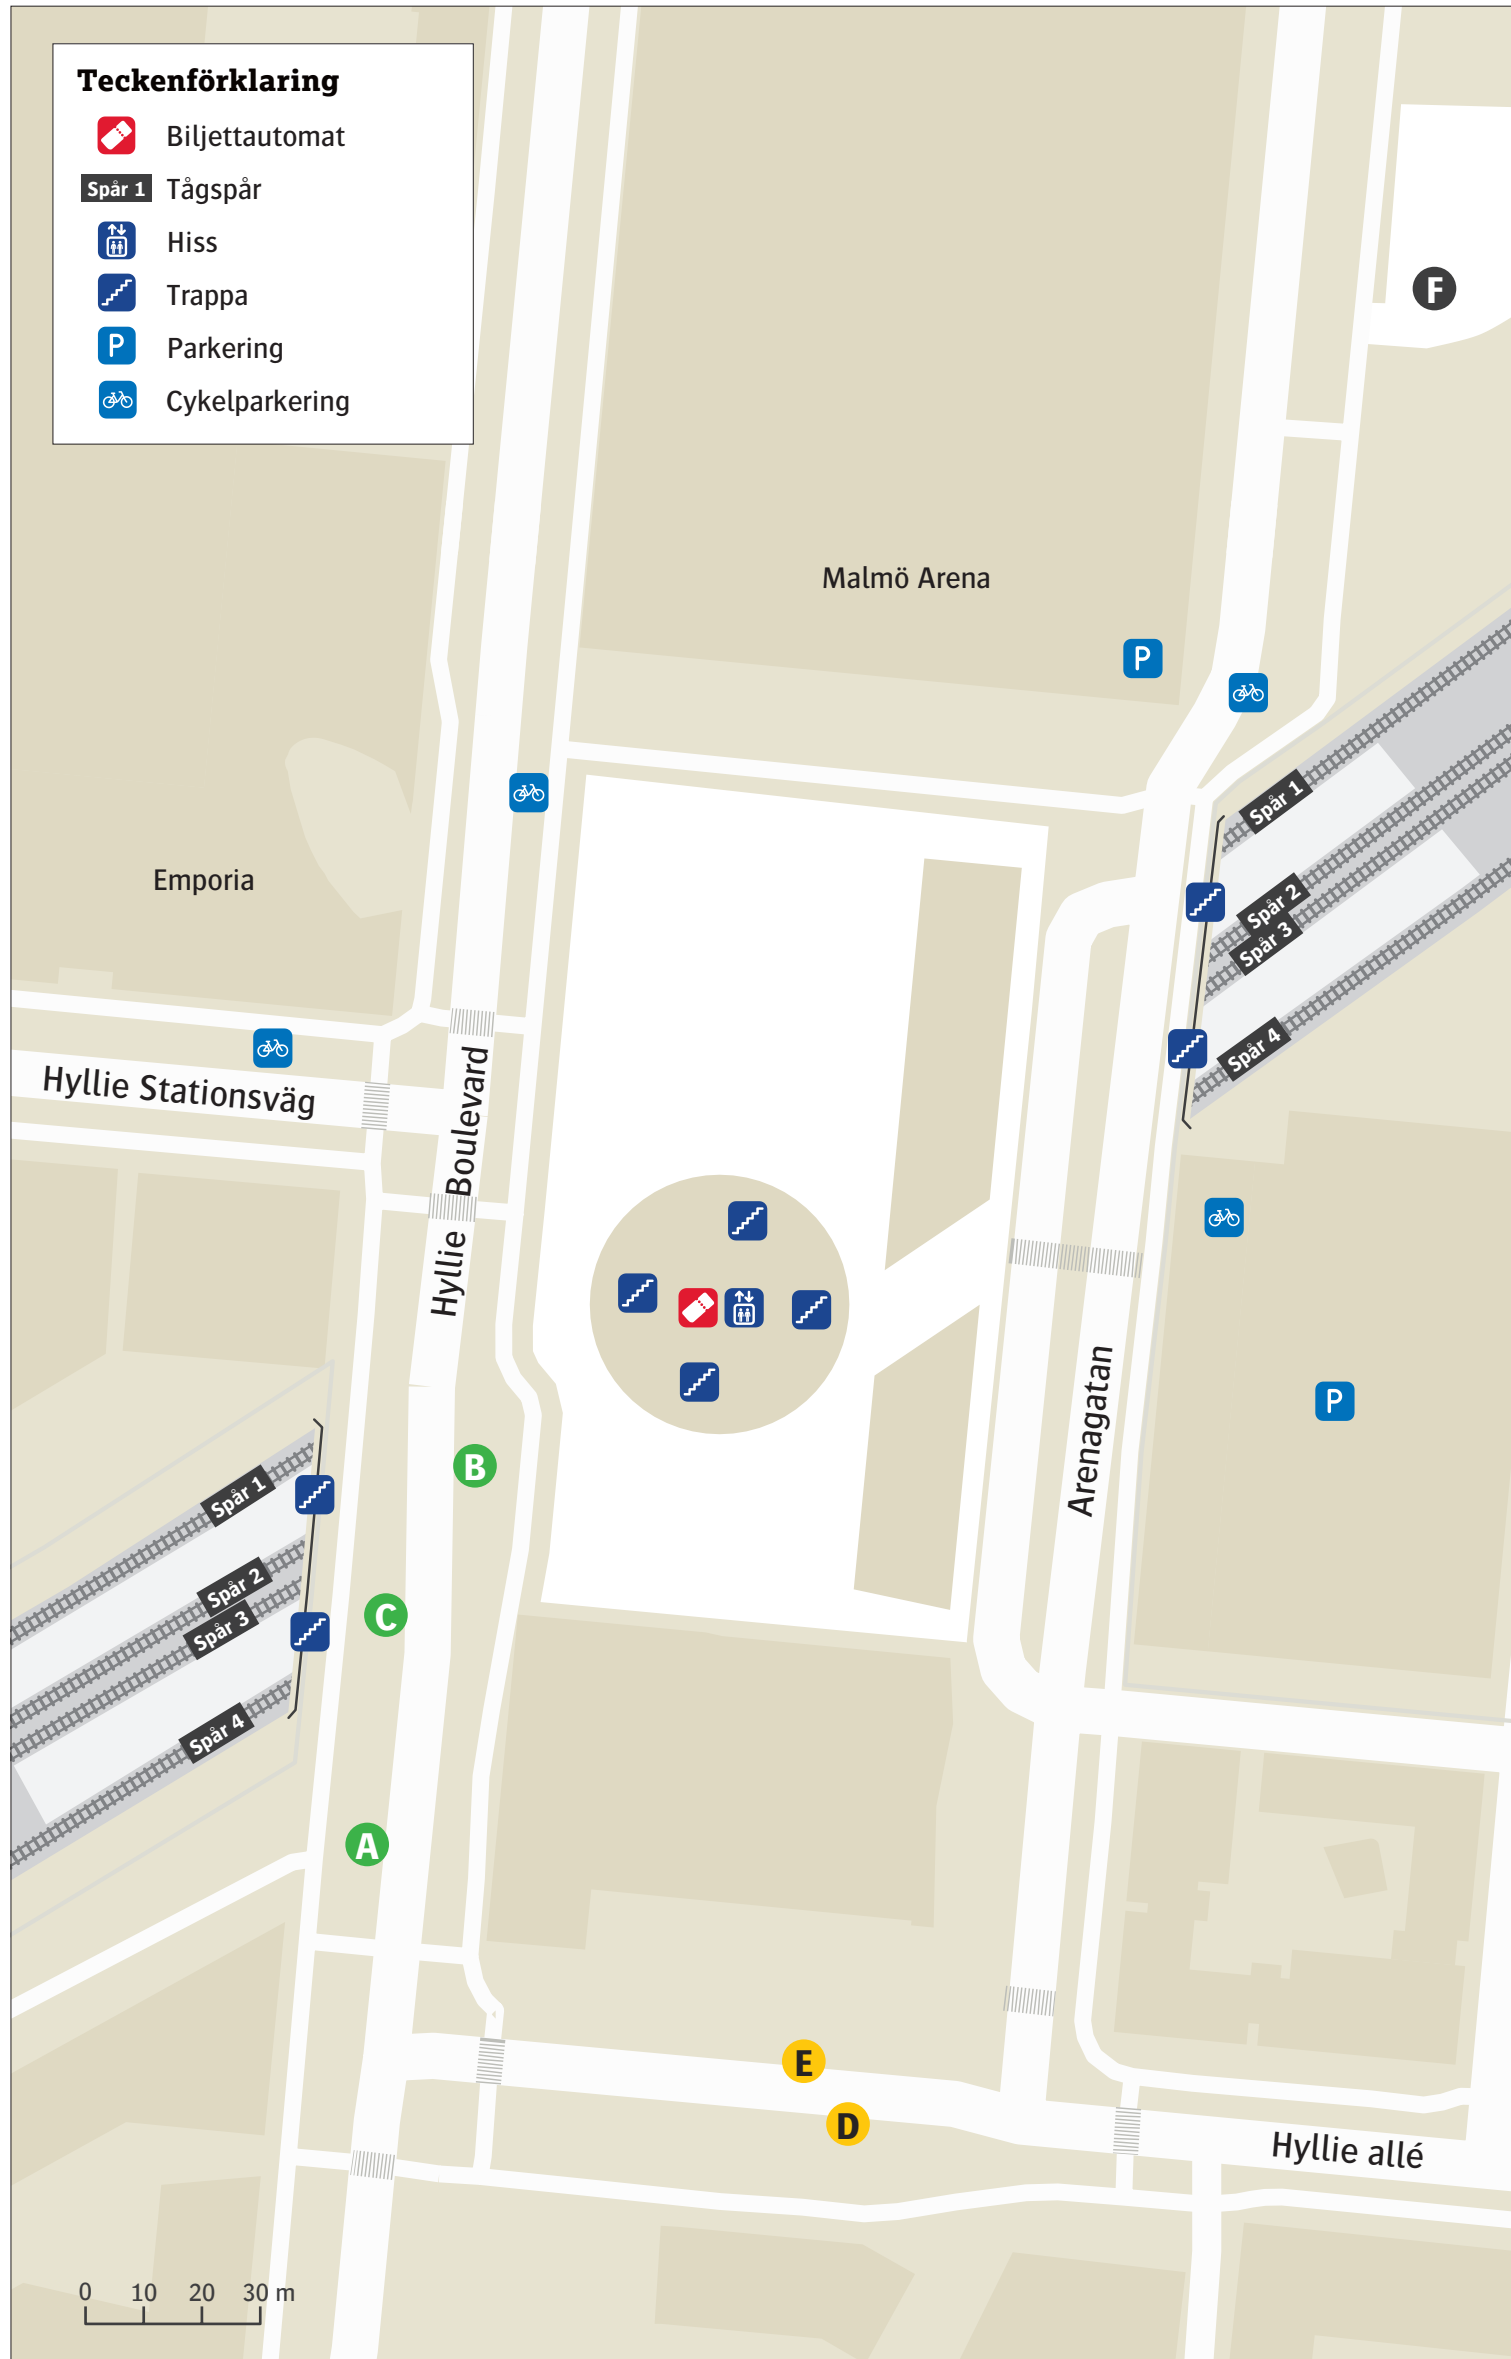 Teckenförklaring
Biljettautomat
Spår 1 Tågspår
Hiss
Trappa
P Parkering
Cykelparkering
F
Malmö Arena
P
Spår 1
Emporia
Spår 2
Spår 3
Spår 4
Hyllie Stationsväg
Hyllie Boulevard
Arenagatan
P
B
Spår 1
Spår 2
C
Spår 3
Spår 4
A
E
D
Hyllie allé
0 10 20 30 m